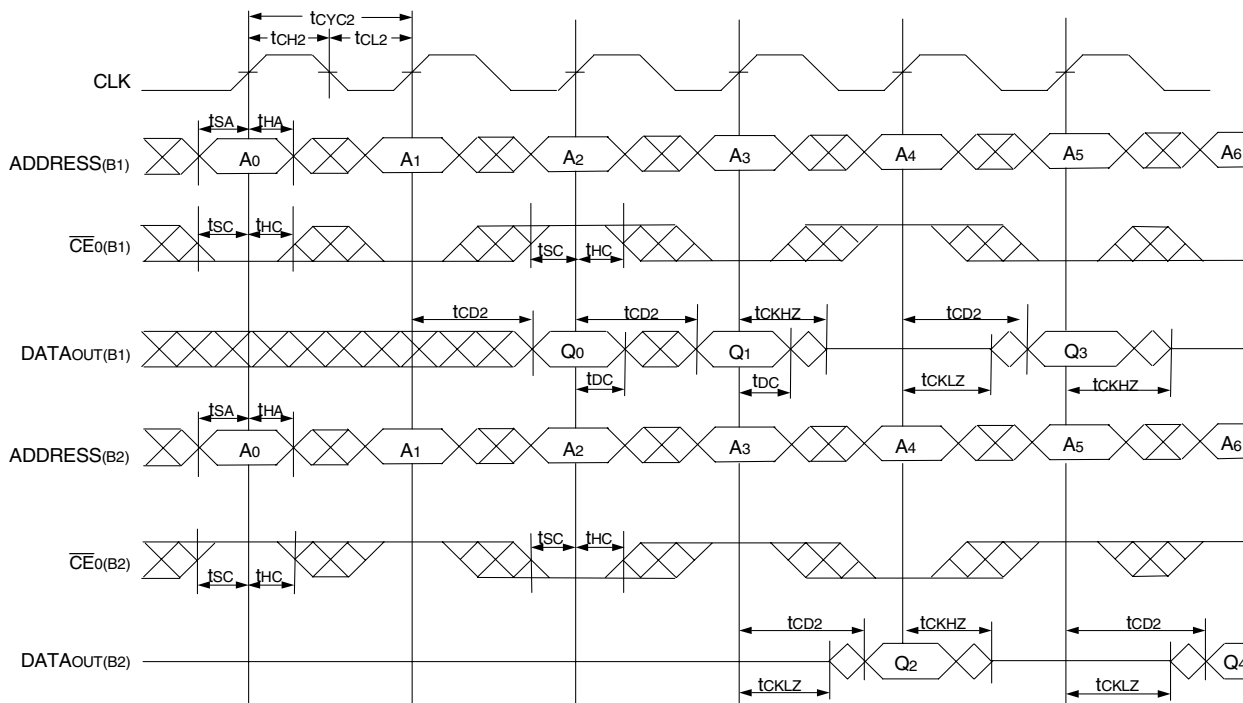 tCYC2
tCH2 tCL2
CLK
tSA tHA
ADDRESS(B1) A0 A1 A2 A3 A4 A5 A6
tSC tHC
CE0(B1)
tSC tHC
tCD2 tCD2 tCKHZ tCD2
DATAOUT(B1) Q0 Q1 Q3
tDC tDC tCKLZ tCKHZ
tSA tHA
ADDRESS(B2) A0 A1 A2 A3 A4 A5 A6
tSC tHC
CE0(B2)
tSC tHC
tCD2 tCKHZ tCD2
DATAOUT(B2) Q2 Q4
tCKLZ tCKLZ